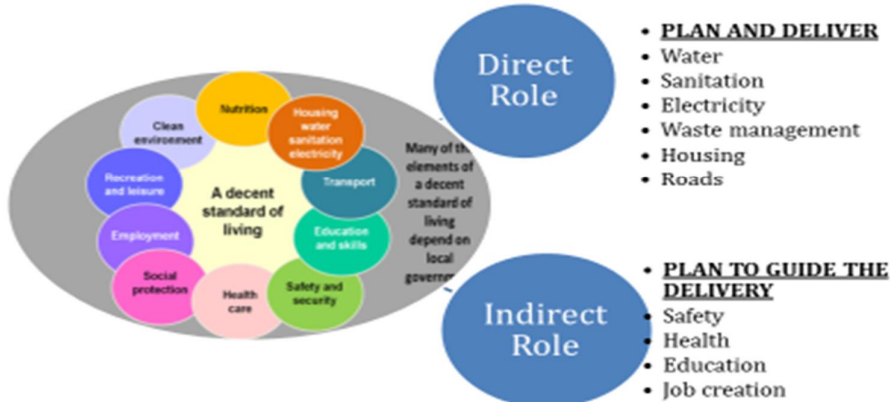 Nutrition
Housing
water
sanitation
electricity
Transport
Education
and skills
Safety and
security
Health
care
Social
protection
Employment
Recreation
and leisure
Clean
environment
A decent
standard of
living
Many of the
elements of
a decent
standard of
living
depend on
local
Direct
Role
• PLAN AND DELIVER
• Water
• Sanitation
• Electricity
• Waste management
• Housing
• Roads
Indirect
Role
• PLAN TO GUIDE THE
DELIVERY
• Safety
• Health
• Education
• Job creation